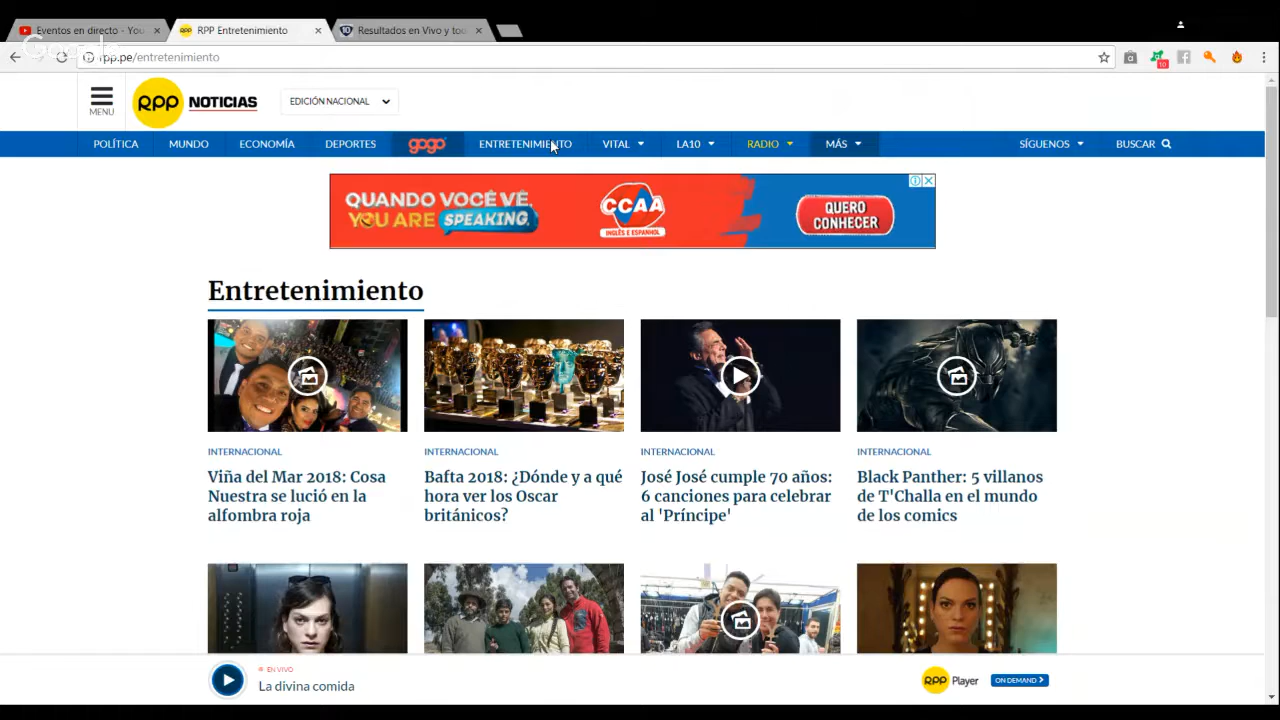 Eventos en directo - You
RPP Entretenimiento
Resultados en Vivo y too
Google
rpp.pe/entretenimiento
10
MENU
RPP NOTICIAS
EDICIÓN NACIONAL
POLÍTICA
MUNDO
ECONOMÍA
DEPORTES
gogo
ENTRETENIMIENTO
VITAL
LA10
RADIO
MÁS
SÍGUENOS
BUSCAR
QUANDO VOCÊ VÊ,
YOU ARE SPEAKING.
CCAA
INGLÊS E ESPANHOL
QUERO
CONHECER
Entretenimiento
INTERNACIONAL
Viña del Mar 2018: Cosa
Nuestra se lució en la
alfombra roja
INTERNACIONAL
Bafta 2018: ¿Dónde y a qué
hora ver los Oscar
británicos?
INTERNACIONAL
José José cumple 70 años:
6 canciones para celebrar
al 'Príncipe'
INTERNACIONAL
Black Panther: 5 villanos
de T'Challa en el mundo
de los comics
EN VIVO
La divina comida
RPP Player
ON DEMAND